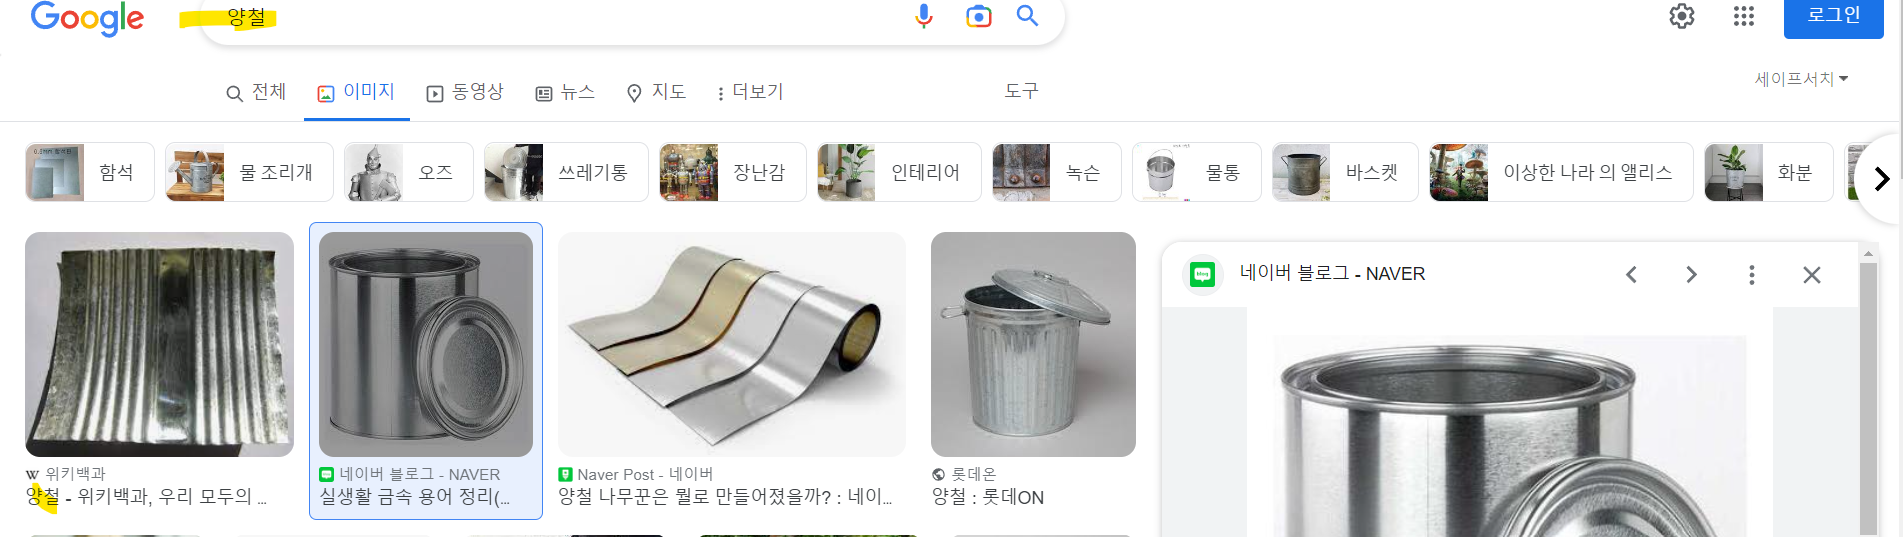 Google
양철
로그인
전체
이미지
동영상
뉴스
지도
더보기
도구
세이프서치
함석
물 조리개
오즈
쓰레기통
장난감
인테리어
녹슨
물통
바스켓
이상한 나라 의 앨리스
화분
네이버 블로그 - NAVER
W 위키백과
양철 - 위키백과, 우리 모두의 ...
blog 네이버 블로그 - NAVER
실생활 금속 용어 정리(...
Naver Post - 네이버
양철 나무꾼은 뭘로 만들어졌을까? : 네이...
롯데온
양철 : 롯데ON